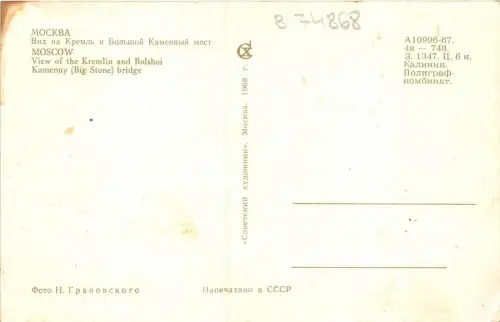 В 74868
МОСКВА
Вид на Кремль и Большой Каменный мост
MOSCOW
View of the Kremlin and Bolshoi
Kamenny (Big Stone) bridge
А10996-67.
4в — 748.
З. 1347. Ц. 6 к.
Калинин.
Полиграф-
комбинат.
«Советский художник». Москва. 1968 г.
Фото Н. Грановского
Напечатано в СССР